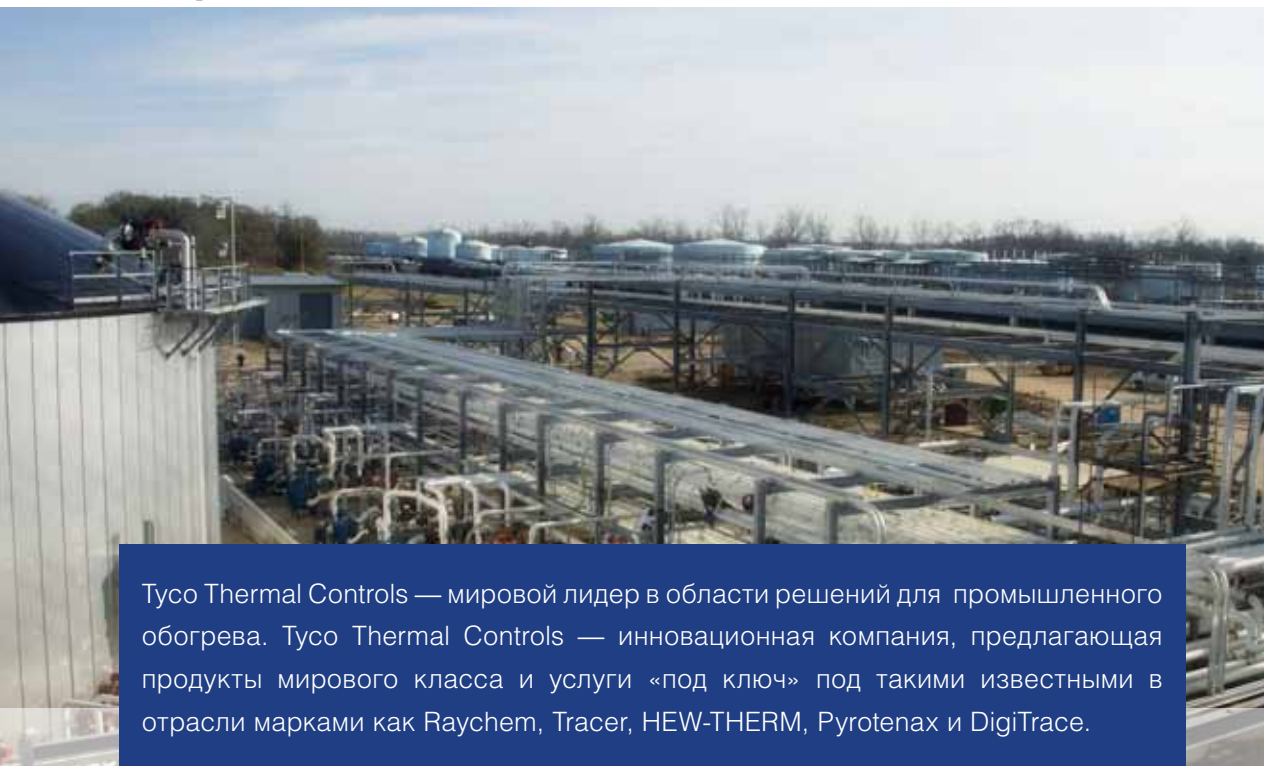 Tyco Thermal Controls — мировой лидер в области решений для промышленного
обогрева. Tyco Thermal Controls — инновационная компания, предлагающая
продукты мирового класса и услуги «под ключ» под такими известными в
отрасли марками как Raychem, Tracer, HEW-THERM, Pyrotenax и DigiTrace.